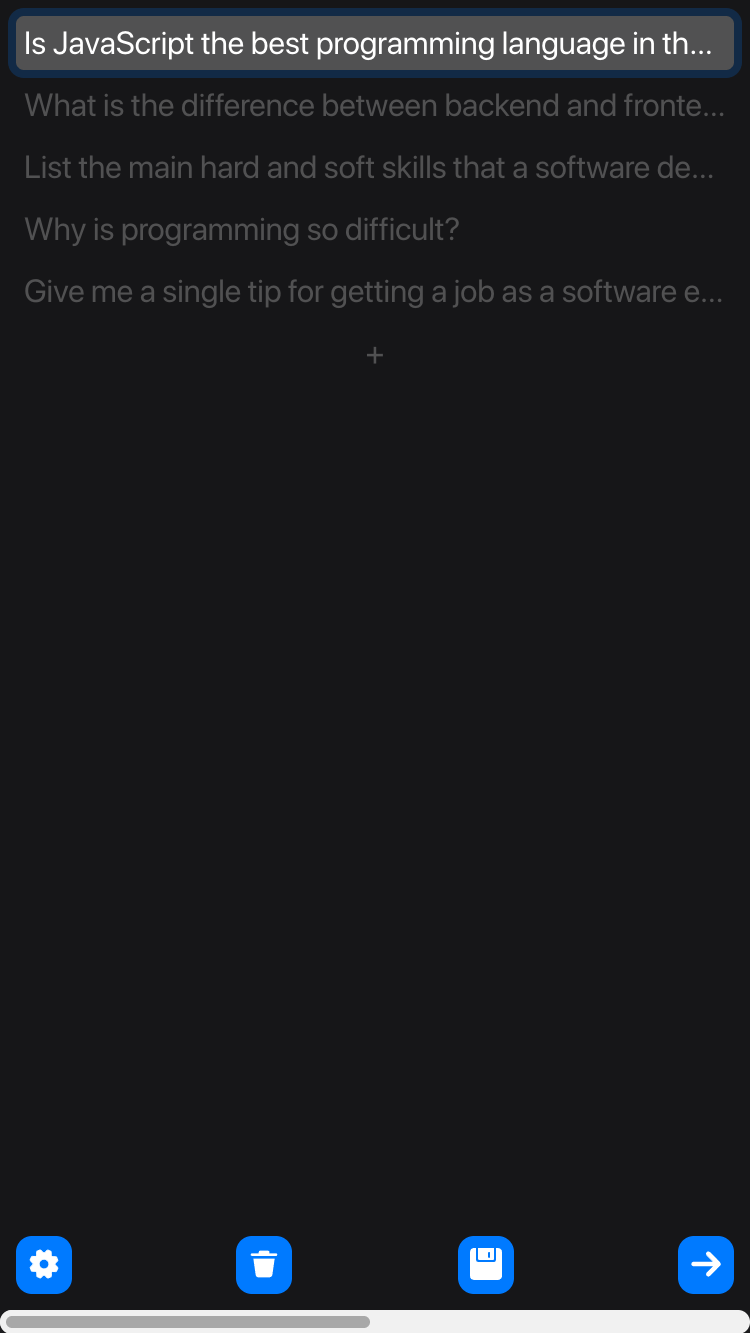 Is JavaScript the best programming language in th...
What is the difference between backend and fronte...
List the main hard and soft skills that a software de...
Why is programming so difficult?
Give me a single tip for getting a job as a software e...
+